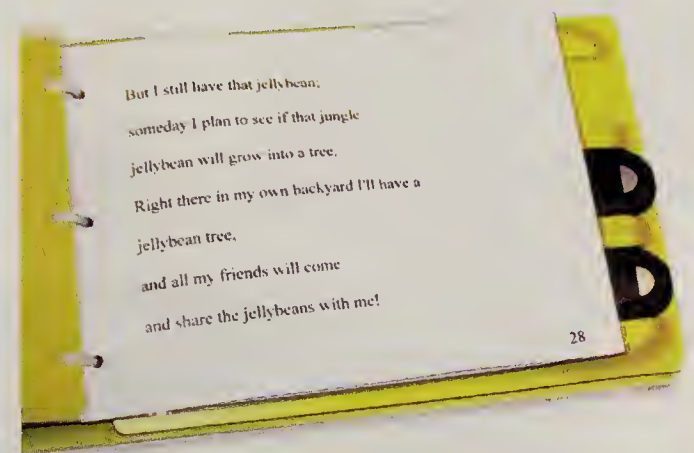 But I still have that jellybean;
someday I plan to see if that jungle
jellybean will grow into a tree.
Right there in my own backyard I'll have a
jellybean tree,
and all my friends will come
and share the jellybeans with me!
28